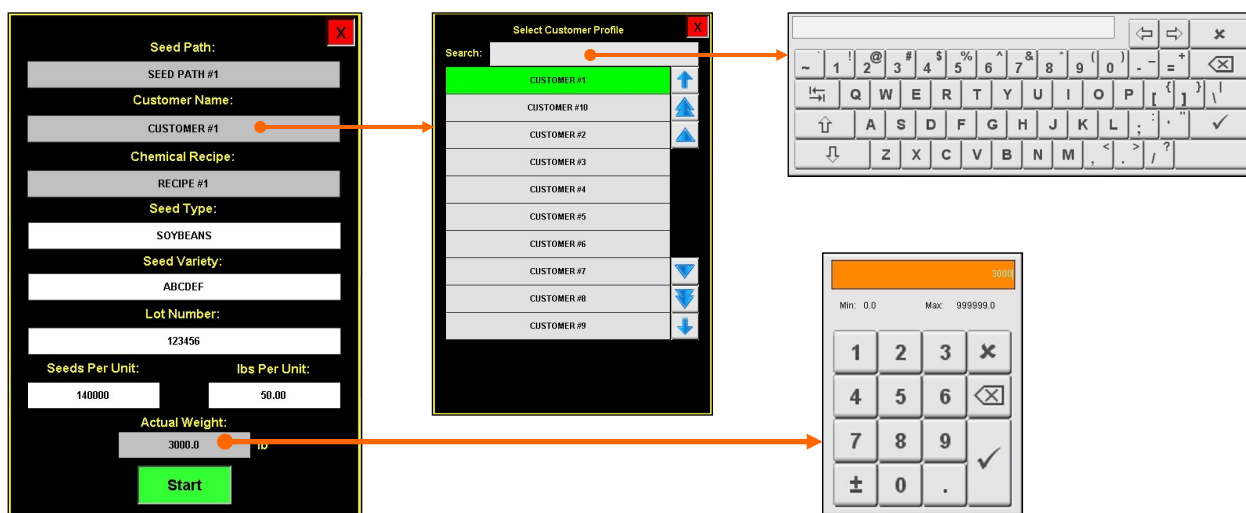 X
Seed Path:
SEED PATH #1
Customer Name:
CUSTOMER #1
Chemical Recipe:
RECIPE #1
Seed Type:
SOYBEANS
Seed Variety:
ABCDEF
Lot Number:
123456
Seeds Per Unit: lbs Per Unit:
140000 50.00
Actual Weight:
3000.0 lb
Start
Select Customer Profile X
Search:
CUSTOMER #1
CUSTOMER #10
CUSTOMER #2
CUSTOMER #3
CUSTOMER #4
CUSTOMER #5
CUSTOMER #6
CUSTOMER #7
CUSTOMER #8
CUSTOMER #9
~ ` 1 ! 2 @ 3 # 4 $ 5 % 6 ^ 7 & 8 * 9 ( 0 ) - _ = +
Q W E R T Y U I O P [ { ] } \ |
A S D F G H J K L ; : ' "
Z X C V B N M , < . > / ?
3000
Min: 0.0 Max: 999999.0
1 2 3
4 5 6
7 8 9
± 0 .